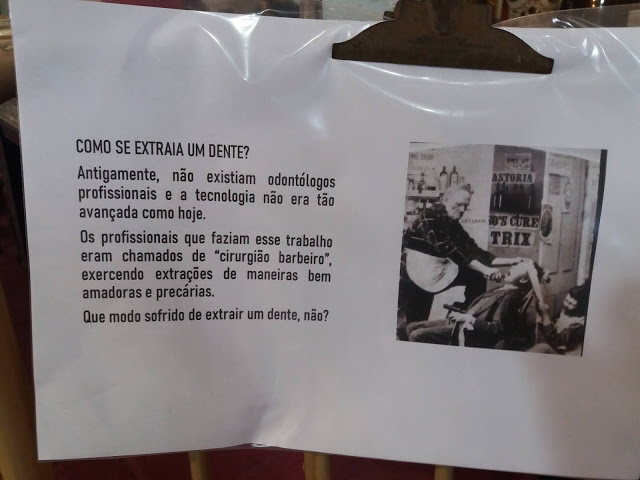 COMO SE EXTRAIA UM DENTE?
Antigamente, não existiam odontólogos
profissionais e a tecnologia não era tão
avançada como hoje.
Os profissionais que faziam esse trabalho
eram chamados de “cirurgião barbeiro”,
exercendo extrações de maneiras bem
amadoras e precárias.
Que modo sofrido de extrair um dente, não?
ASTORIA
CURE
TRIX